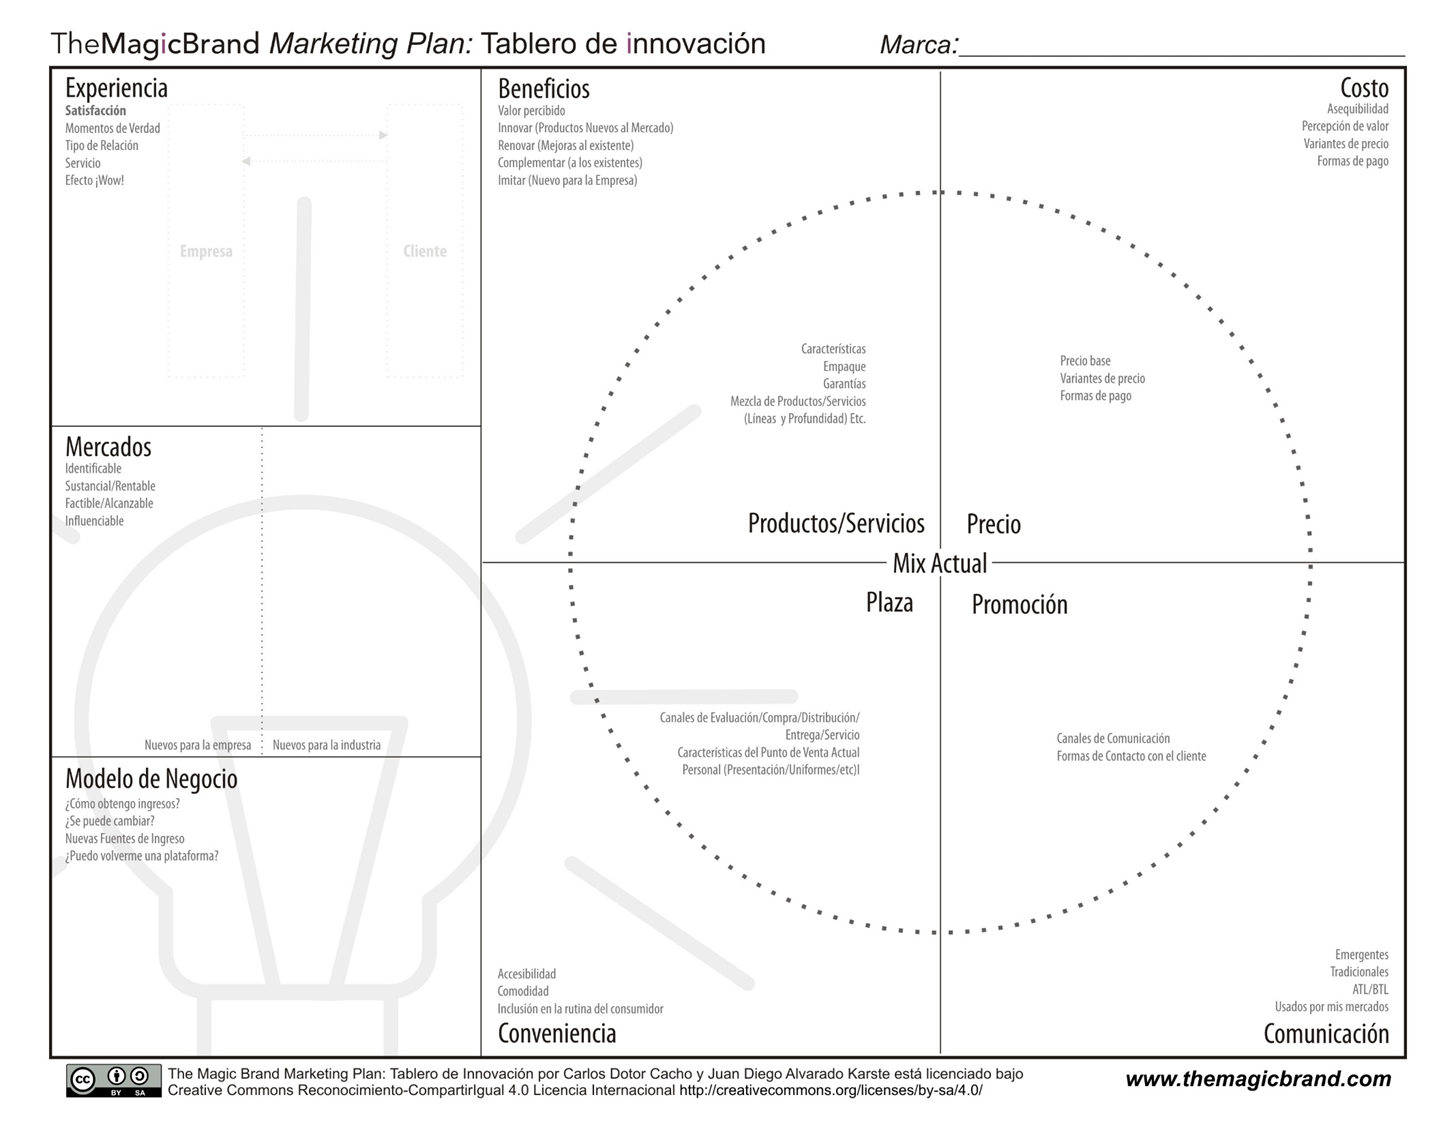 TheMagicBrand Marketing Plan: Tablero de innovación
Marca:
Experiencia
Satisfacción
Momentos de Verdad
Tipo de Relación
Servicio
Efecto ¡Wow!
Empresa
Cliente
Mercados
Identificable
Sustancial/Rentable
Factible/Alcanzable
Influenciable
Nuevos para la empresa
Nuevos para la industria
Modelo de Negocio
¿Cómo obtengo ingresos?
¿Se puede cambiar?
Nuevas Fuentes de Ingreso
¿Puedo volverme una plataforma?
Beneficios
Valor percibido
Innovar (Productos Nuevos al Mercado)
Renovar (Mejoras al existente)
Complementar (a los existentes)
Imitar (Nuevo para la Empresa)
Costo
Asequibilidad
Percepción de valor
Variantes de precio
Formas de pago
Características
Empaque
Garantías
Mezcla de Productos/Servicios
(Líneas y Profundidad) Etc.
Precio base
Variantes de precio
Formas de pago
Productos/Servicios
Precio
Mix Actual
Plaza
Promoción
Canales de Evaluación/Compra/Distribución/
Entrega/Servicio
Características del Punto de Venta Actual
Personal (Presentación/Uniformes/etc)l
Canales de Comunicación
Formas de Contacto con el cliente
Accesibilidad
Comodidad
Inclusión en la rutina del consumidor
Conveniencia
Emergentes
Tradicionales
ATL/BTL
Usados por mis mercados
Comunicación
cc BY SA
The Magic Brand Marketing Plan: Tablero de Innovación por Carlos Dotor Cacho y Juan Diego Alvarado Karste está licenciado bajo
Creative Commons Reconocimiento-CompartirIgual 4.0 Licencia Internacional http://creativecommons.org/licenses/by-sa/4.0/
www.themagicbrand.com